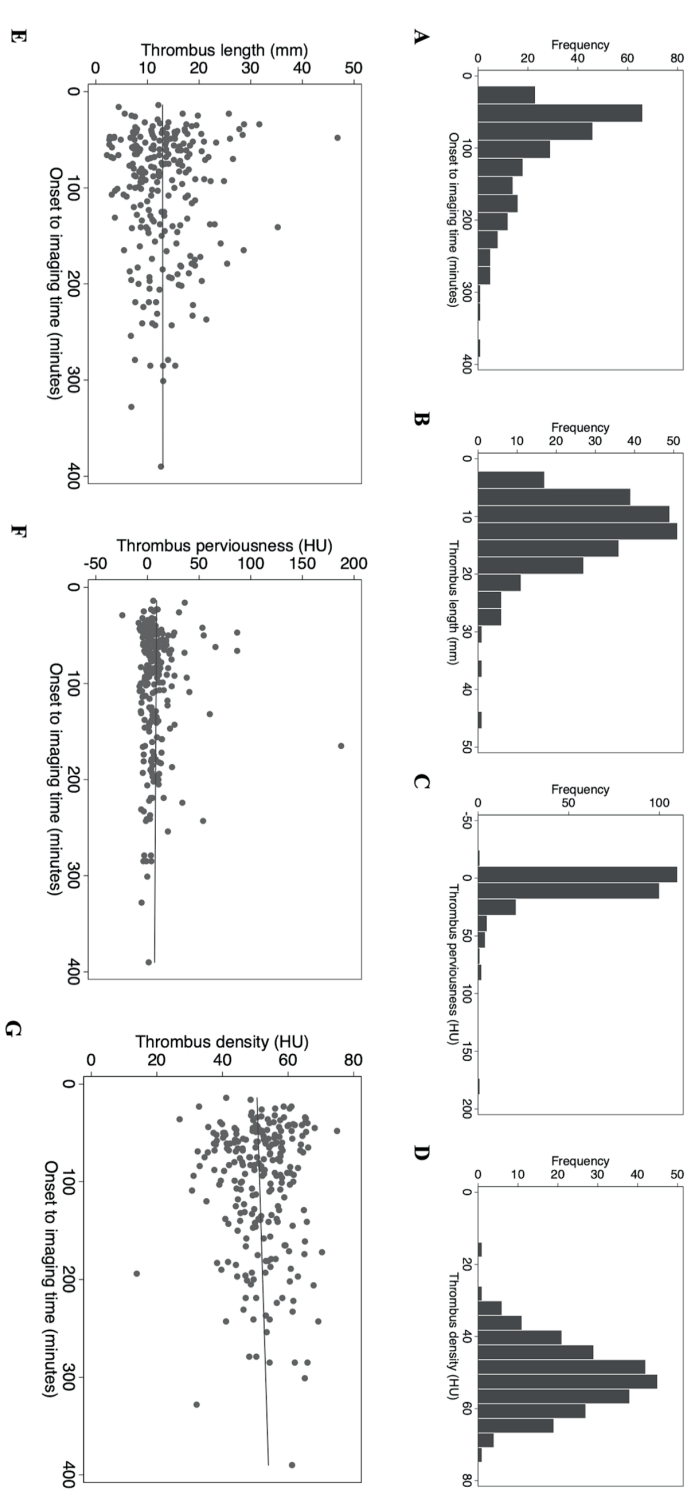 A
Frequency
80
60
40
20
0
0 100 200 300 400
Onset to imaging time (minutes)
B
Frequency
50
40
30
20
10
0
0 10 20 30 40 50
Thrombus length (mm)
C
Frequency
100
50
0
-50 0 50 100 150 200
Thrombus perviousness (HU)
D
Frequency
50
40
30
20
10
0
0 20 40 60 80
Thrombus density (HU)
E
Thrombus length (mm)
50
40
30
20
10
0
0 100 200 300 400
Onset to imaging time (minutes)
F
Thrombus perviousness (HU)
200
150
100
50
0
-50
0 100 200 300 400
Onset to imaging time (minutes)
G
Thrombus density (HU)
80
60
40
20
0
0 100 200 300 400
Onset to imaging time (minutes)